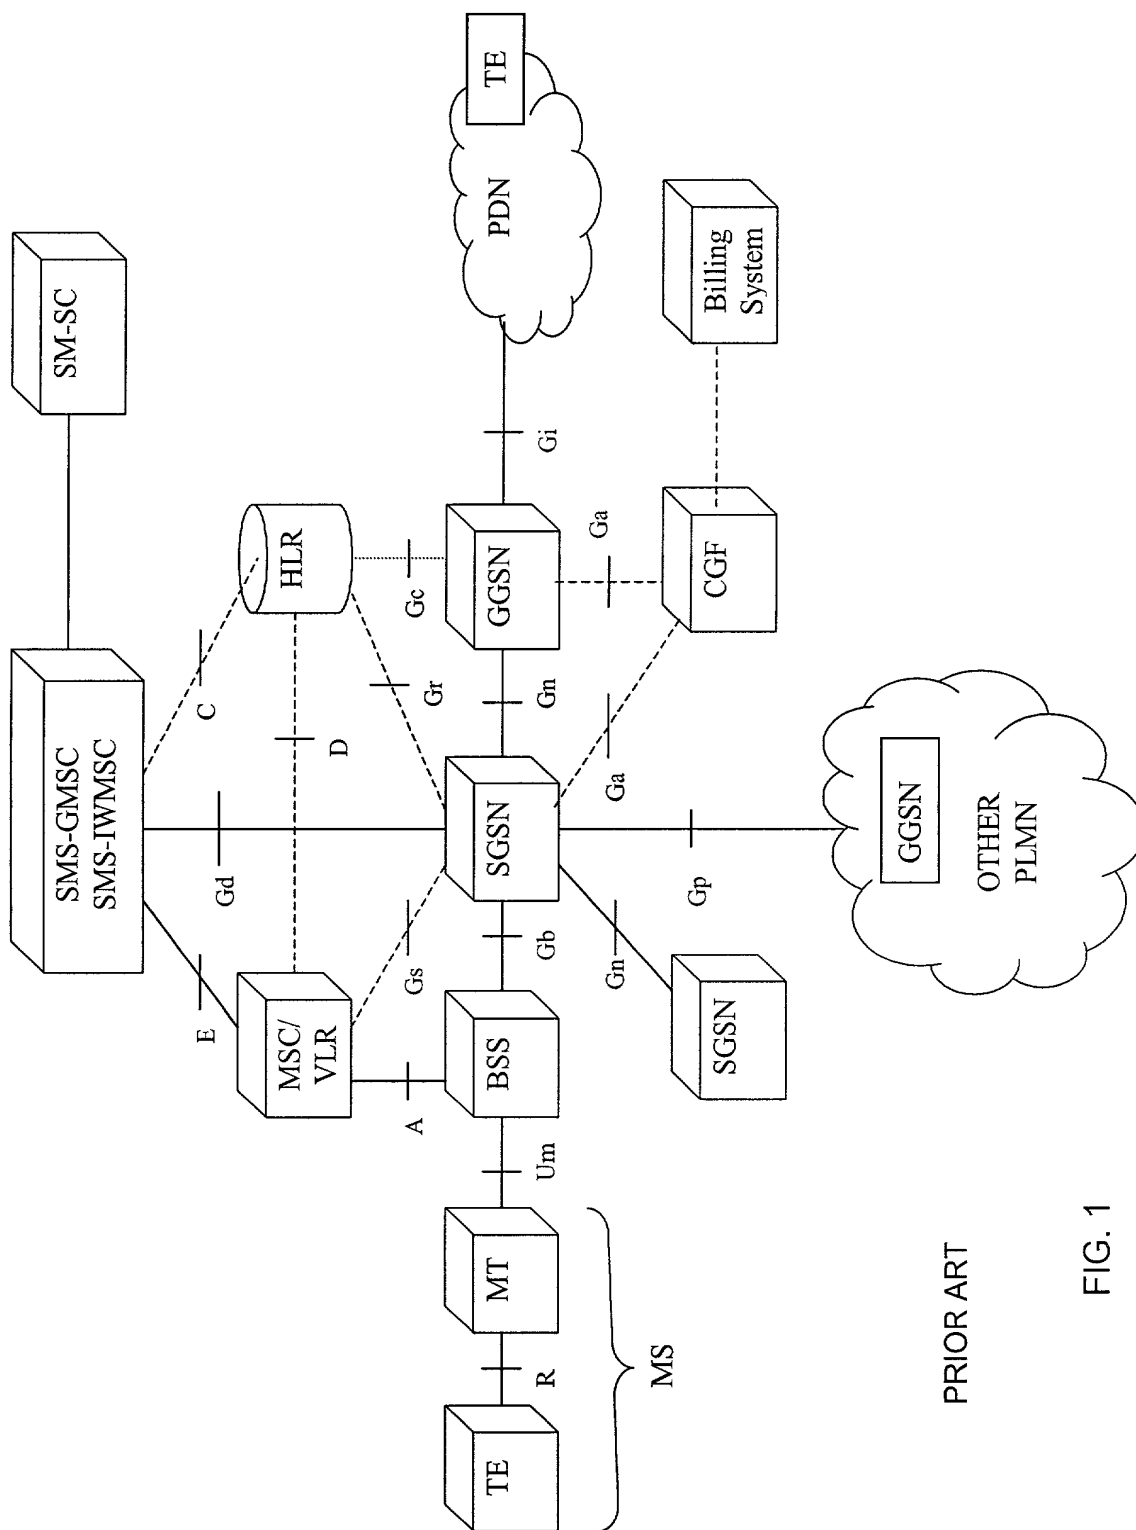 SMS-GMSC
SMS-IWMSC
SM-SC
E
Gd
C
MSC/
VLR
D
HLR
A
Gs
Gr
Gc
TE
R
MT
Um
BSS
Gb
SGSN
Gn
GGSN
Gi
PDN
TE
MS
Gn
Gp
Ga
Ga
SGSN
CGF
Billing
System
GGSN
OTHER
PLMN
PRIOR ART
FIG. 1